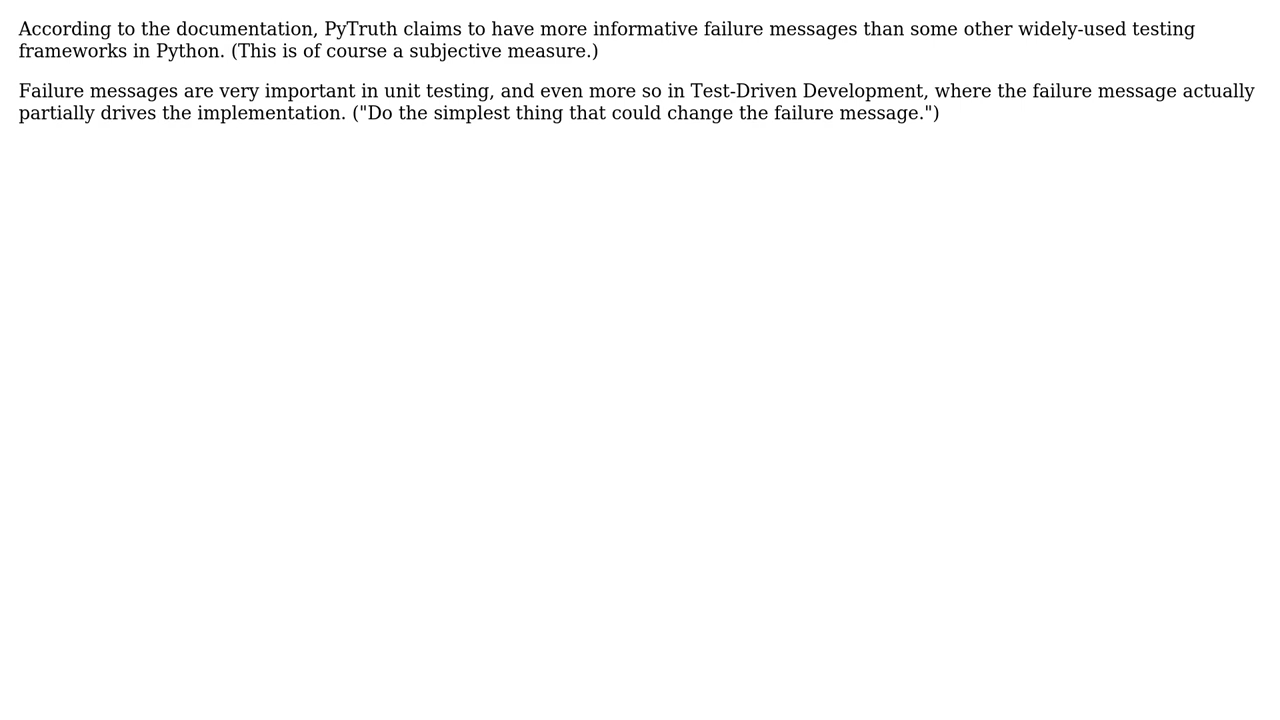 According to the documentation, PyTruth claims to have more informative failure messages than some other widely-used testing
frameworks in Python. (This is of course a subjective measure.)
Failure messages are very important in unit testing, and even more so in Test-Driven Development, where the failure message actually
partially drives the implementation. ("Do the simplest thing that could change the failure message.")